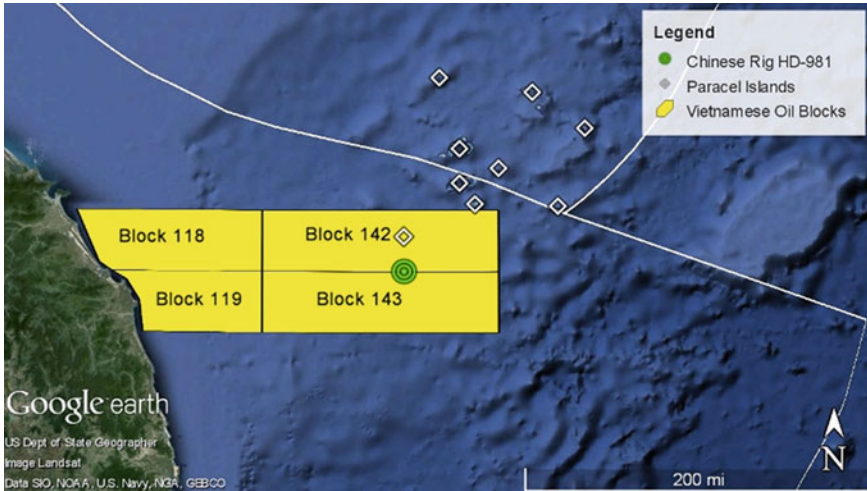 Legend
Chinese Rig HD-981
Paracel Islands
Vietnamese Oil Blocks
Block 118
Block 142
Block 119
Block 143
Google earth
US Dept of State Geographer
Image Landsat
Data SIO, NOAA, U.S. Navy, NGA, GEBCO
N
200 mi